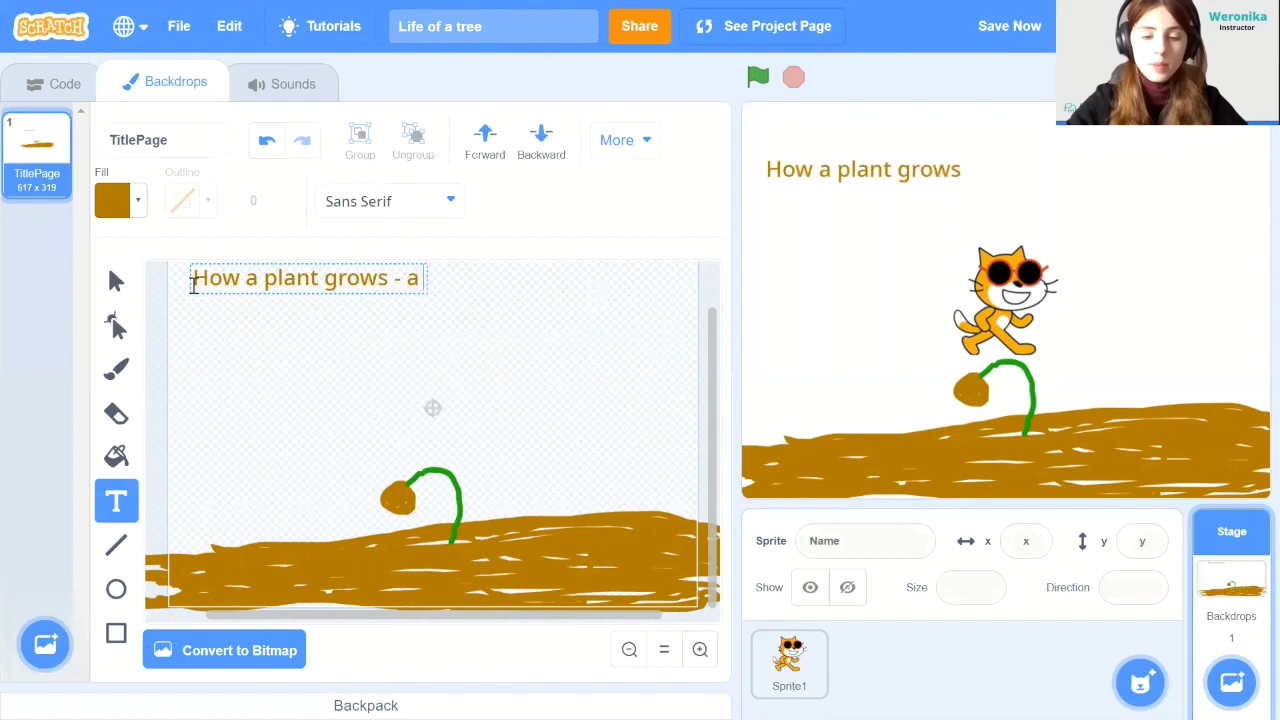 SCRATCH
File
Edit
Tutorials
Life of a tree
Share
See Project Page
Save Now
Weronika
Instructor
Code
Backdrops
Sounds
1
TitlePage
617 x 319
TitlePage
Group
Ungroup
Forward
Backward
More
Fill
Outline
0
Sans Serif
How a plant grows - a
T
Convert to Bitmap
Backpack
How a plant grows
Sprite
Name
x
x
y
y
Show
Size
Direction
Sprite1
Stage
Backdrops
1